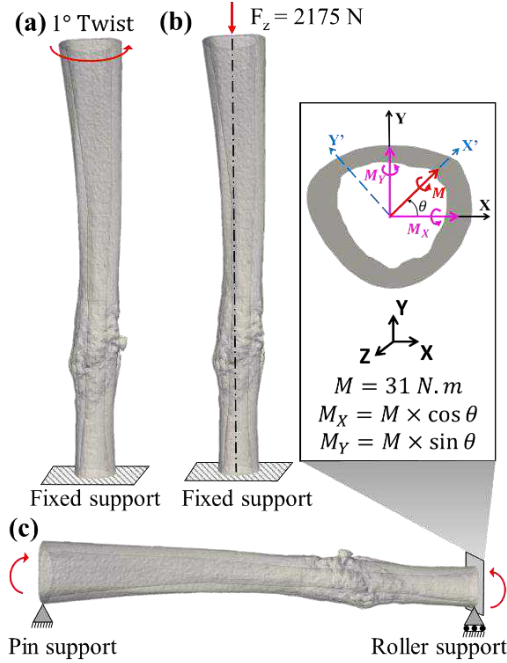 (a) 1° Twist
(b) F_z = 2175 N
Fixed support
Fixed support
Y
Y'
X'
M_Y
M
θ
X
M_X
Y
Z
X
M = 31 N.m
M_X = M × cos θ
M_Y = M × sin θ
(c)
Pin support
Roller support